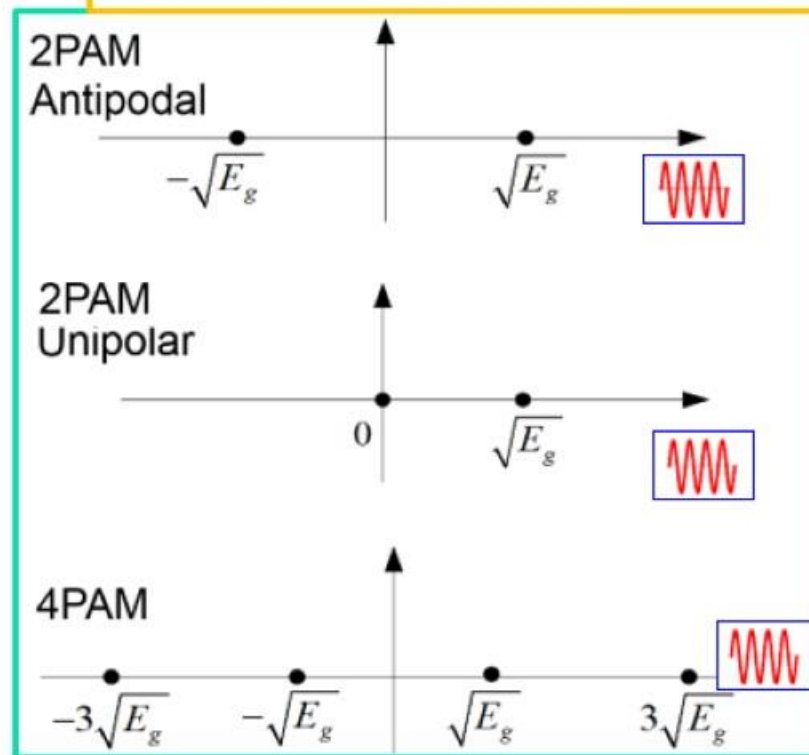 2PAM
Antipodal
−√E_g √E_g
2PAM
Unipolar
0 √E_g
4PAM
−3√E_g −√E_g √E_g 3√E_g